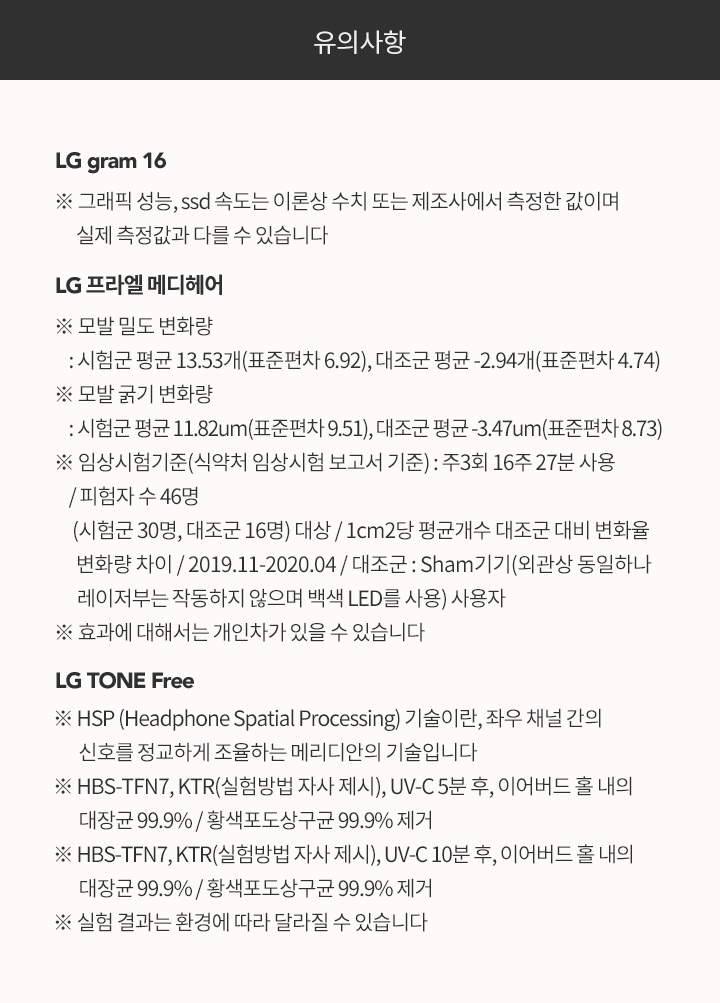 유의사항
LG gram 16
※ 그래픽 성능, ssd 속도는 이론상 수치 또는 제조사에서 측정한 값이며
실제 측정값과 다를 수 있습니다
LG 프라엘 메디헤어
※ 모발 밀도 변화량
: 시험군 평균 13.53개(표준편차 6.92), 대조군 평균 -2.94개(표준편차 4.74)
※ 모발 굵기 변화량
: 시험군 평균 11.82um(표준편차 9.51), 대조군 평균 -3.47um(표준편차 8.73)
※ 임상시험기준(식약처 임상시험 보고서 기준) : 주3회 16주 27분 사용
/ 피험자 수 46명
(시험군 30명, 대조군 16명) 대상 / 1cm2당 평균개수 대조군 대비 변화율
변화량 차이 / 2019.11-2020.04 / 대조군 : Sham기기(외관상 동일하나
레이저부는 작동하지 않으며 백색 LED를 사용) 사용자
※ 효과에 대해서는 개인차가 있을 수 있습니다
LG TONE Free
※ HSP (Headphone Spatial Processing) 기술이란, 좌우 채널 간의
신호를 정교하게 조율하는 메리디안의 기술입니다
※ HBS-TFN7, KTR(실험방법 자사 제시), UV-C 5분 후, 이어버드 홀 내의
대장균 99.9% / 황색포도상구균 99.9% 제거
※ HBS-TFN7, KTR(실험방법 자사 제시), UV-C 10분 후, 이어버드 홀 내의
대장균 99.9% / 황색포도상구균 99.9% 제거
※ 실험 결과는 환경에 따라 달라질 수 있습니다